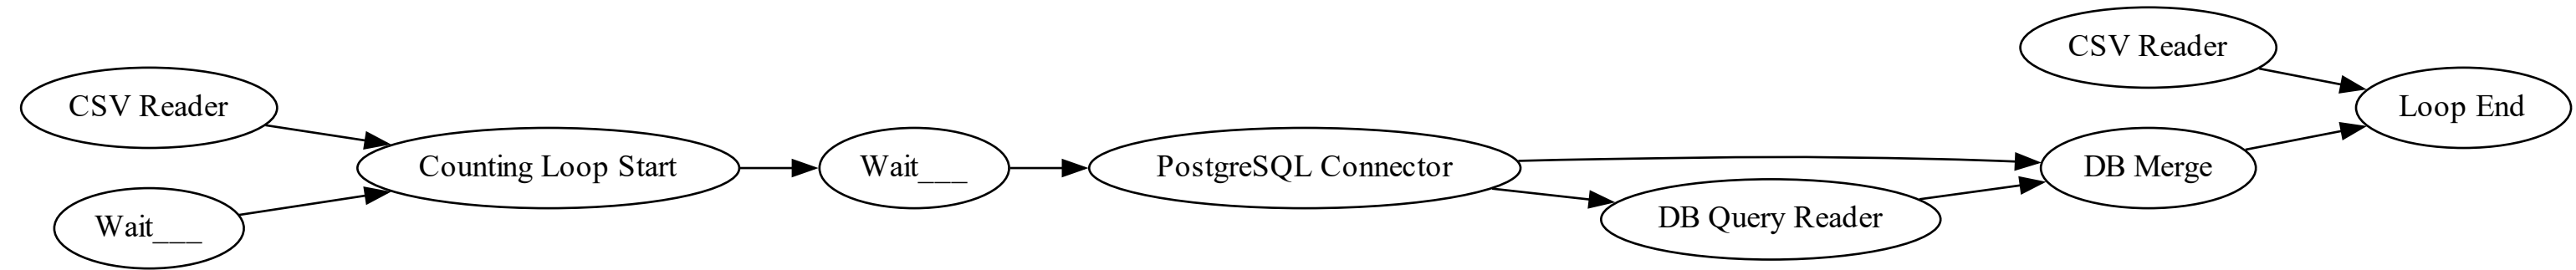 CSV Reader
Wait___
Counting Loop Start
Wait___
PostgreSQL Connector
DB Query Reader
CSV Reader
DB Merge
Loop End